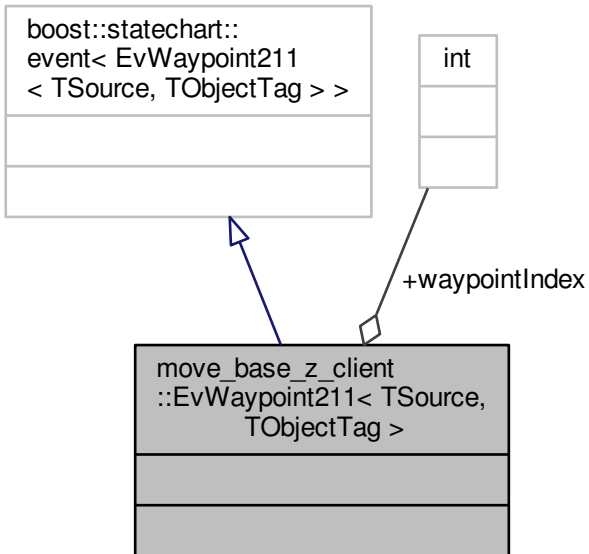 boost::statechart::
event< EvWaypoint211
< TSource, TObjectTag > >
int
+waypointIndex
move_base_z_client
::EvWaypoint211< TSource,
TObjectTag >